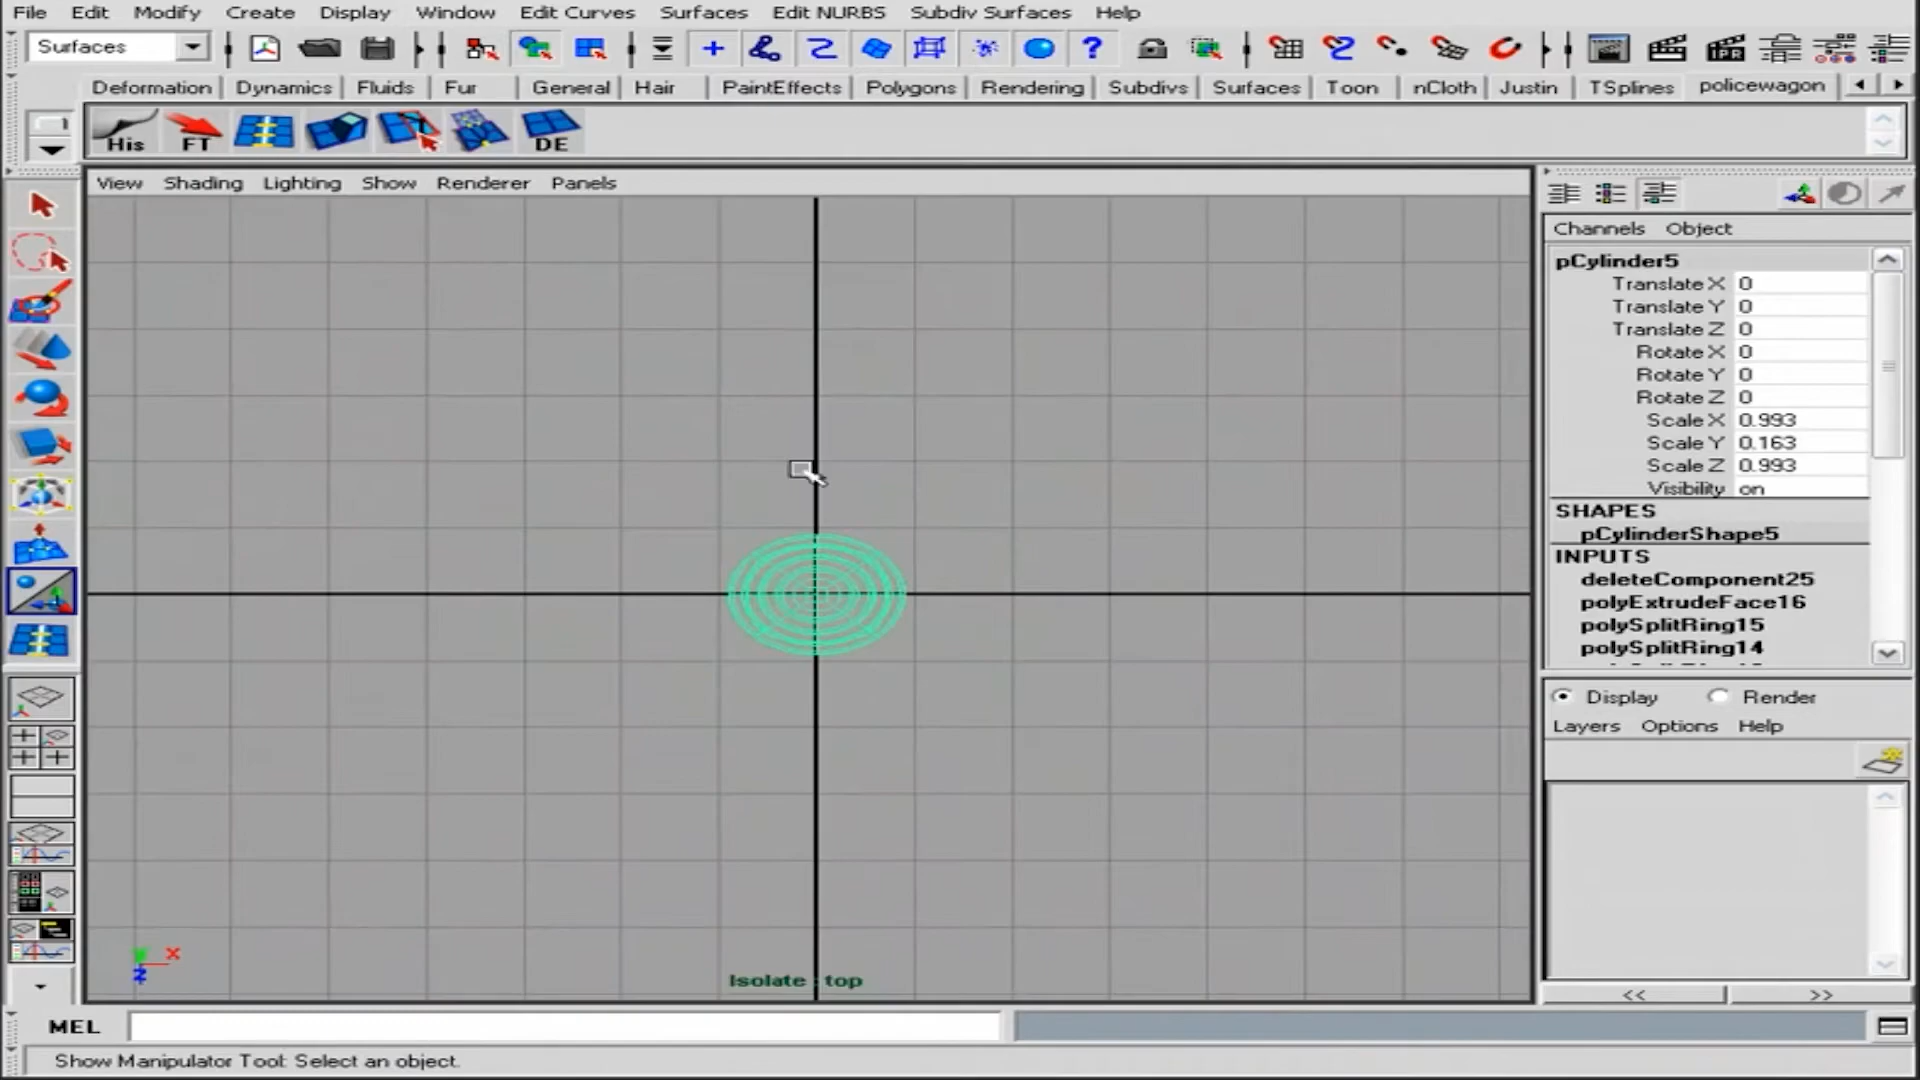 File Edit Modify Create Display Window Edit Curves Surfaces Edit NURBS Subdiv Surfaces Help
Surfaces
Deformation Dynamics Fluids Fur General Hair PaintEffects Polygons Rendering Subdivs Surfaces Toon nCloth Justin TSplines policewagon
His FT DE
View Shading Lighting Show Renderer Panels
Channels Object
pCylinder5
Translate X 0
Translate Y 0
Translate Z 0
Rotate X 0
Rotate Y 0
Rotate Z 0
Scale X 0.993
Scale Y 0.163
Scale Z 0.993
Visibility on
SHAPES
pCylinderShape5
INPUTS
deleteComponent25
polyExtrudeFace16
polySplitRing15
polySplitRing14
Display Render
Layers Options Help
y x
z
Isolate : top
<< >>
MEL
Show Manipulator Tool: Select an object.